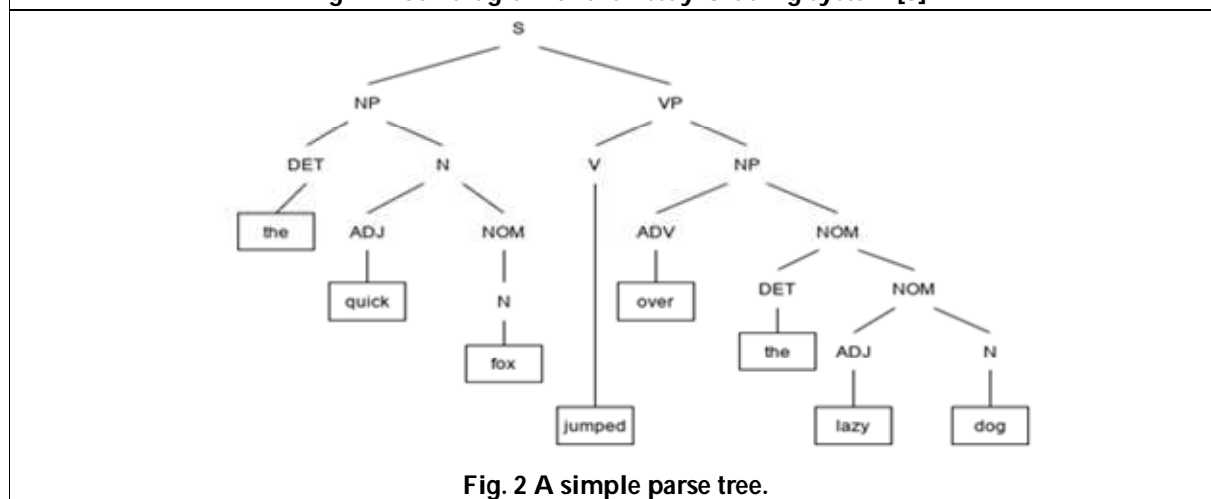 S
NP VP
DET N V NP
the ADJ NOM ADV NOM
quick N over DET NOM
fox the ADJ N
jumped lazy dog
Fig. 2 A simple parse tree.